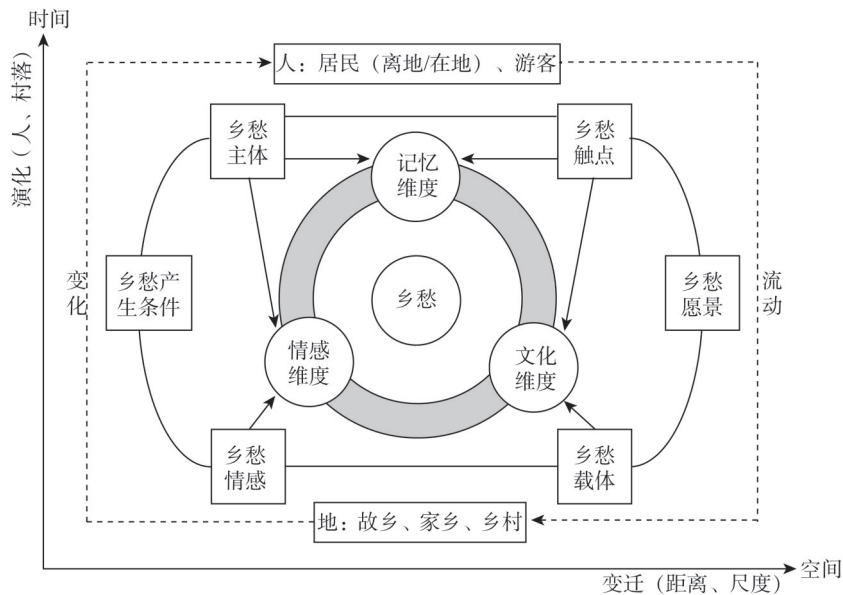 时间
演化（人、村落）
人：居民（离地/在地）、游客
乡愁
主体
乡愁
触点
记忆
维度
变化
乡愁产
生条件
乡愁
乡愁
愿景
流动
情感
维度
文化
维度
乡愁
情感
乡愁
载体
地：故乡、家乡、乡村
空间
变迁（距离、尺度）